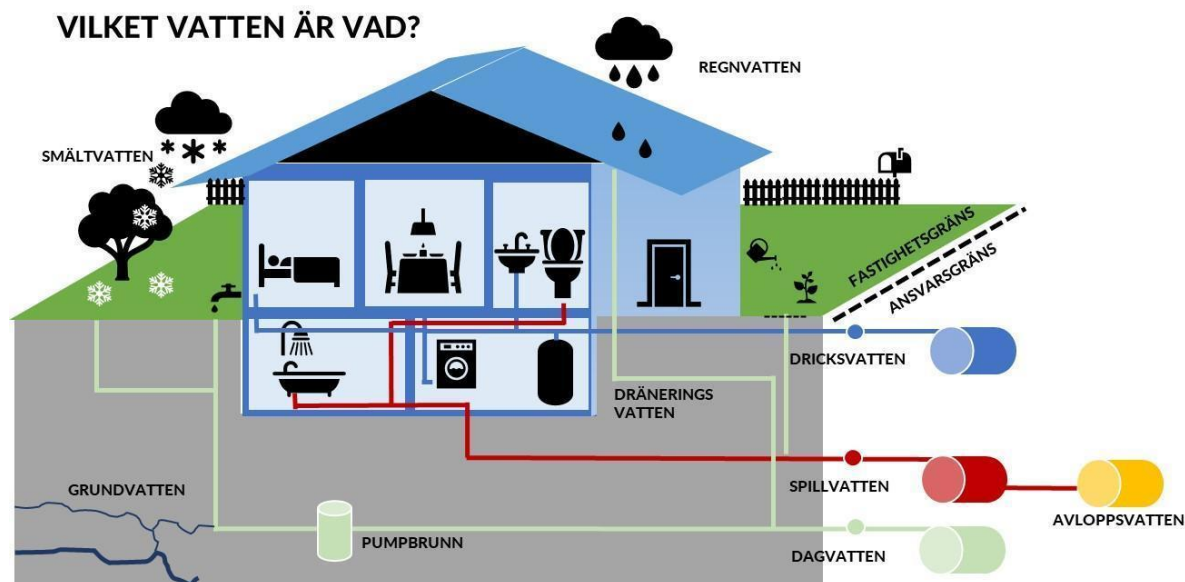 VILKET VATTEN ÄR VAD?
REGNVATTEN
SMÄLTVATTEN
FASTIGHETSGRÄNS
ANSVARSGRÄNS
DRICKSVATTEN
DRÄNERINGS
VATTEN
GRUNDVATTEN
SPILLVATTEN
AVLOPPSVATTEN
PUMPBRUNN
DAGVATTEN